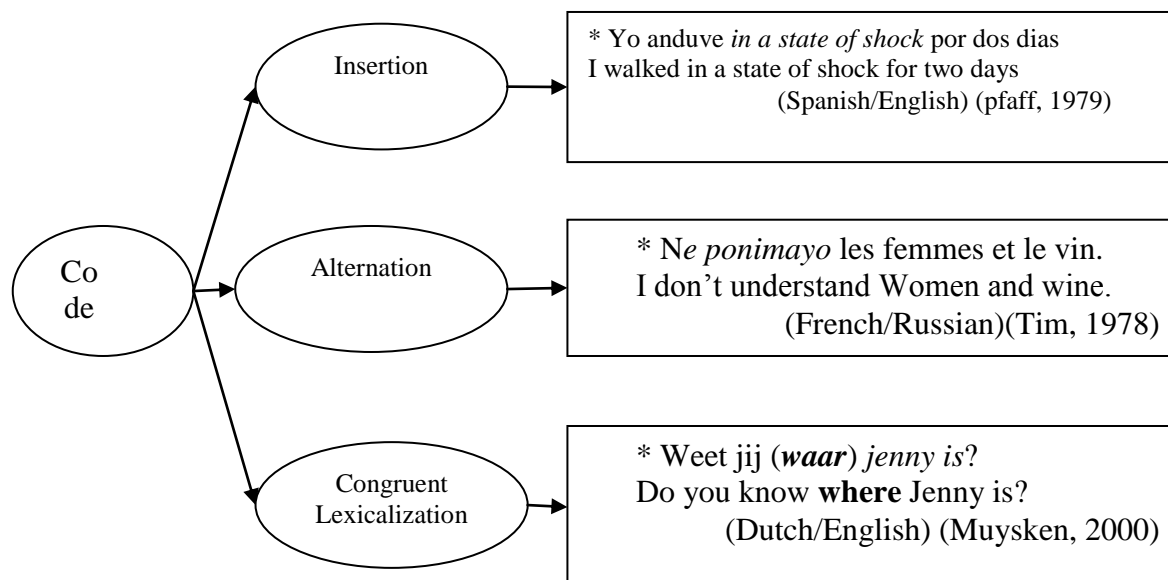 Co
de
Insertion
* Yo anduve in a state of shock por dos dias
I walked in a state of shock for two days
(Spanish/English) (pfaff, 1979)
Alternation
* Ne ponimayo les femmes et le vin.
I don’t understand Women and wine.
(French/Russian)(Tim, 1978)
Congruent
Lexicalization
* Weet jij (waar) jenny is?
Do you know where Jenny is?
(Dutch/English) (Muysken, 2000)